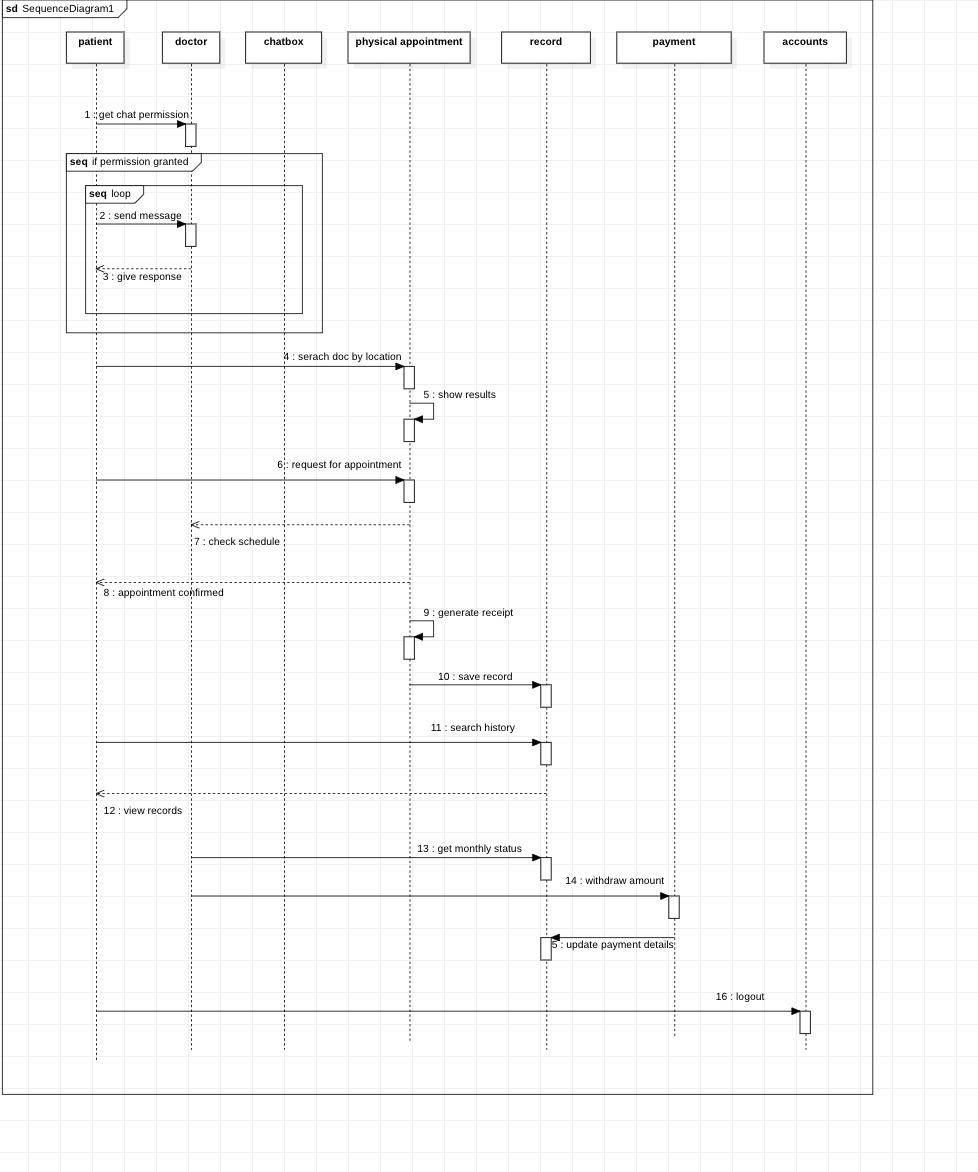 sd SequenceDiagram1
patient doctor chatbox physical appointment record payment accounts
1 : get chat permission
seq if permission granted
seq loop
2 : send message
3 : give response
4 : serach doc by location
5 : show results
6 : request for appointment
7 : check schedule
8 : appointment confirmed
9 : generate receipt
10 : save record
11 : search history
12 : view records
13 : get monthly status
14 : withdraw amount
5 : update payment details
16 : logout